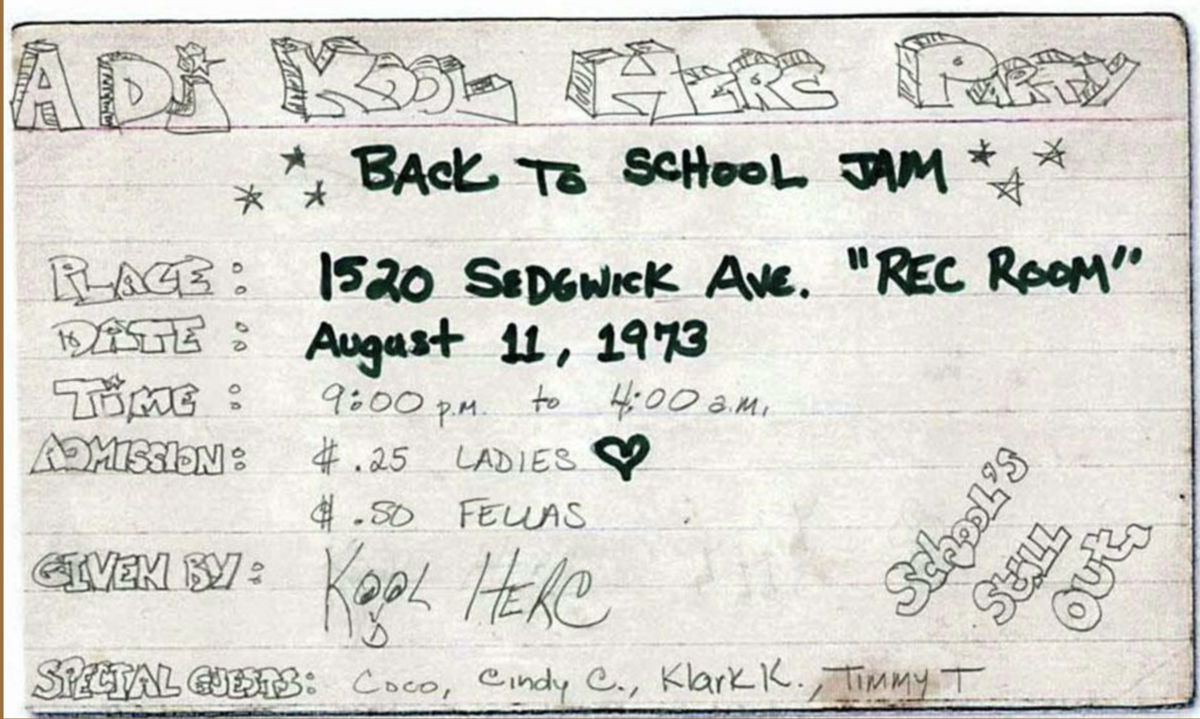 A DJ KOOL HERC PARTY
BACK TO SCHOOL JAM
PLACE: 1520 SEDGWICK AVE. "REC ROOM"
DATE: August 11, 1973
TIME: 9:00 p.m. to 4:00 a.m.
ADMISSION: $.25 LADIES ♥
$.50 FELLAS
GIVEN BY: KOOL HERC
SPECIAL GUESTS: Coco, Cindy C., Klark K., Timmy T
School's
Still
Out,